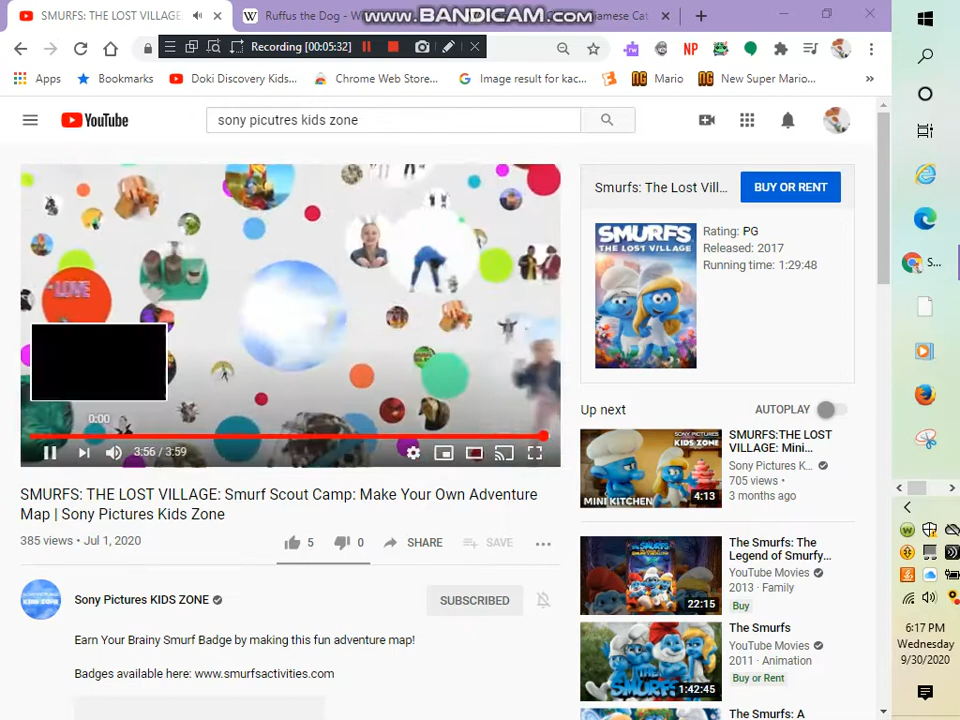 SMURFS: THE LOST VILLAGE:
Ruffus the Dog - Wi
www.BANDICAM.com
amese Cat
Recording [00:05:32]
NP
Apps
Bookmarks
Doki Discovery Kids...
Chrome Web Store...
Image result for kac...
Mario
New Super Mario...
YouTube
sony picutres kids zone
LOVE
0:00
3:56 / 3:59
SMURFS: THE LOST VILLAGE: Smurf Scout Camp: Make Your Own Adventure
Map | Sony Pictures Kids Zone
385 views • Jul 1, 2020
5
0
SHARE
SAVE
Sony Pictures KIDS ZONE
SUBSCRIBED
Earn Your Brainy Smurf Badge by making this fun adventure map!
Badges available here: www.smurfsactivities.com
Smurfs: The Lost Vill...
BUY OR RENT
SMURFS
THE LOST VILLAGE
Rating: PG
Released: 2017
Running time: 1:29:48
Up next
AUTOPLAY
MINI KITCHEN
4:13
SMURFS:THE LOST
VILLAGE: Mini...
Sony Pictures K...
705 views •
3 months ago
22:15
The Smurfs: The
Legend of Smurfy...
YouTube Movies
2013 · Family
Buy
1:42:45
The Smurfs
YouTube Movies
2011 · Animation
Buy or Rent
The Smurfs: A
S...
6:17 PM
Wednesday
9/30/2020